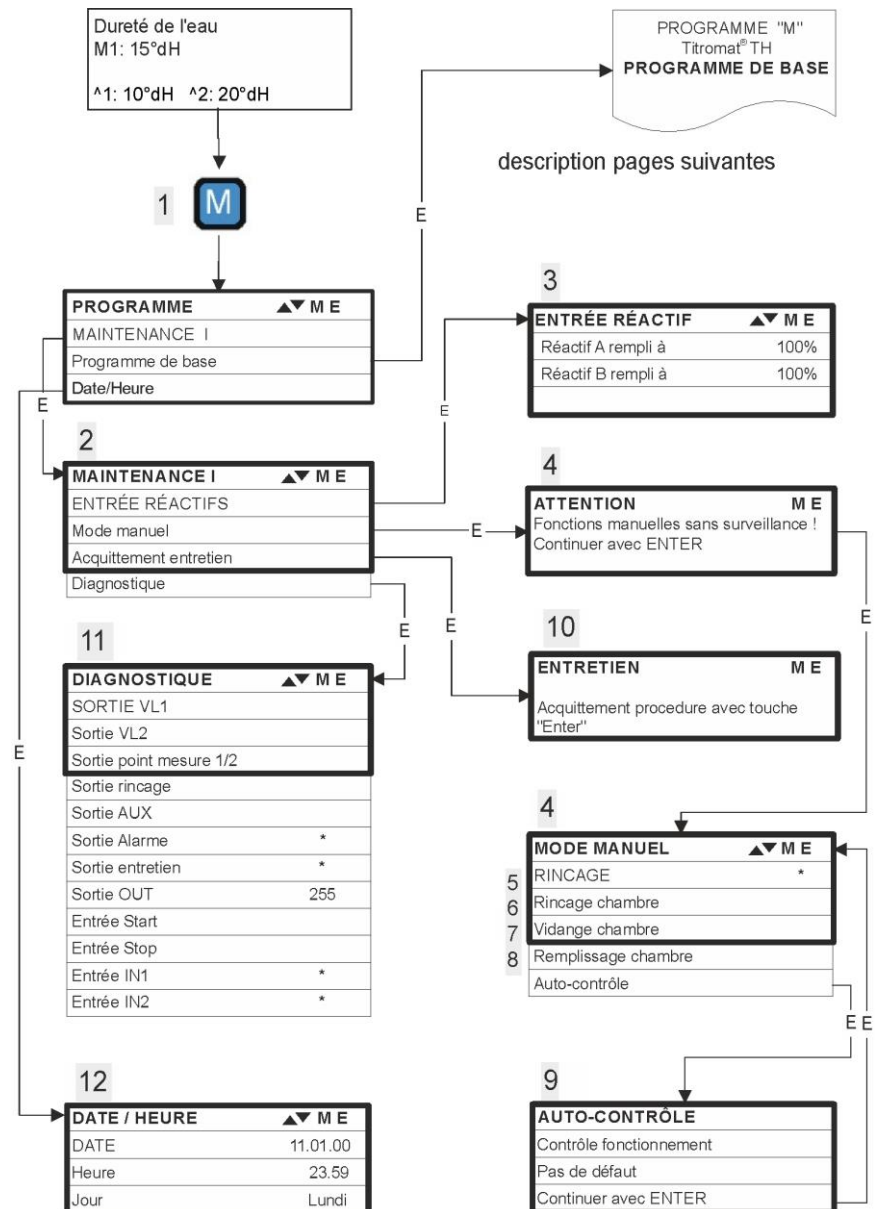 Dureté de l'eau
M1: 15°dH
^1: 10°dH ^2: 20°dH
PROGRAMME "M"
Titromat® TH
PROGRAMME DE BASE
description pages suivantes
1
M
E
PROGRAMME ▲▼ M E
MAINTENANCE I
Programme de base
Date/Heure
E
3
ENTRÉE RÉACTIF ▲▼ M E
Réactif A rempli à 100%
Réactif B rempli à 100%
E
2
MAINTENANCE I ▲▼ M E
ENTRÉE RÉACTIFS
Mode manuel
Acquittement entretien
Diagnostique
E
4
ATTENTION M E
Fonctions manuelles sans surveillance !
Continuer avec ENTER
E
E
E
10
ENTRETIEN M E
Acquittement procedure avec touche
"Enter"
11
DIAGNOSTIQUE ▲▼ M E
SORTIE VL1
Sortie VL2
Sortie point mesure 1/2
Sortie rincage
Sortie AUX
Sortie Alarme *
Sortie entretien *
Sortie OUT 255
Entrée Start
Entrée Stop
Entrée IN1 *
Entrée IN2 *
E
4
MODE MANUEL ▲▼ M E
5 RINCAGE *
6 Rincage chambre
7 Vidange chambre
8 Remplissage chambre
Auto-contrôle
E E
12
DATE / HEURE ▲▼ M E
DATE 11.01.00
Heure 23.59
Jour Lundi
9
AUTO-CONTRÔLE
Contrôle fonctionnement
Pas de défaut
Continuer avec ENTER